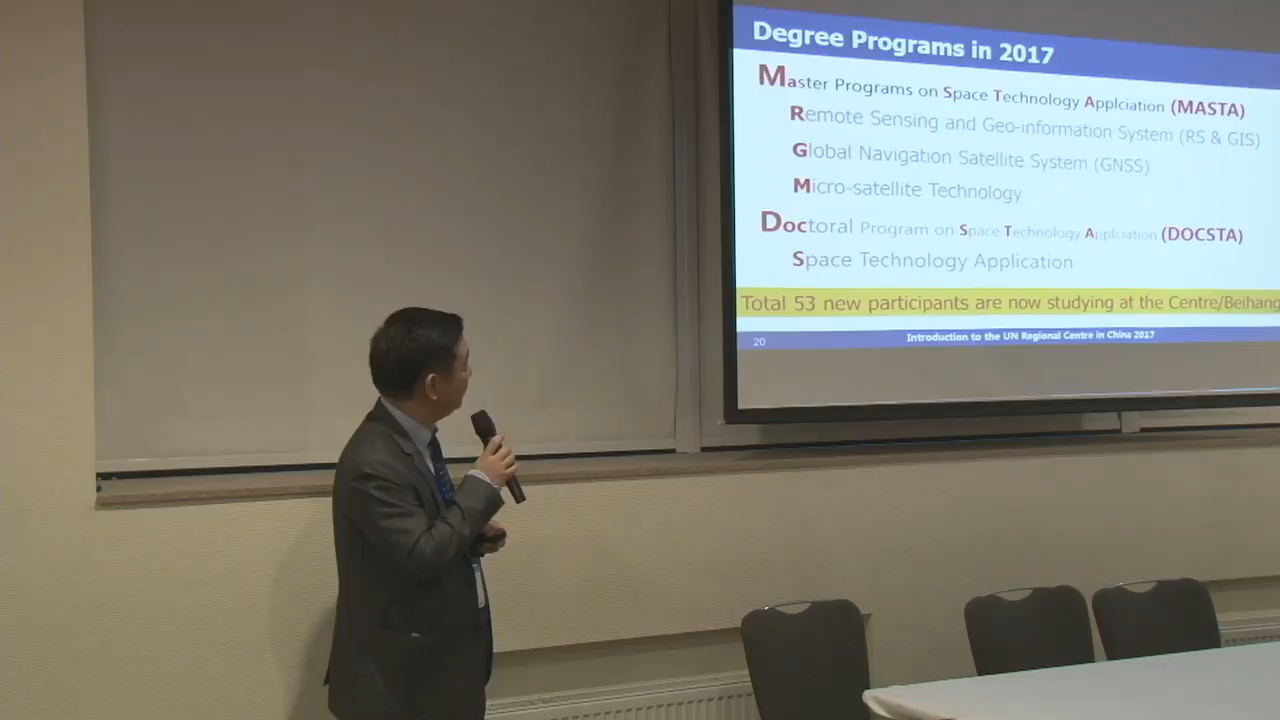 Degree Programs in 2017
Master Programs on Space Technology Applciation (MASTA)
Remote Sensing and Geo-information System (RS & GIS)
Global Navigation Satellite System (GNSS)
Micro-satellite Technology
Doctoral Program on Space Technology Applciation (DOCSTA)
Space Technology Application
Total 53 new participants are now studying at the Centre/Beihang
20
Introduction to the UN Regional Centre in China 2017